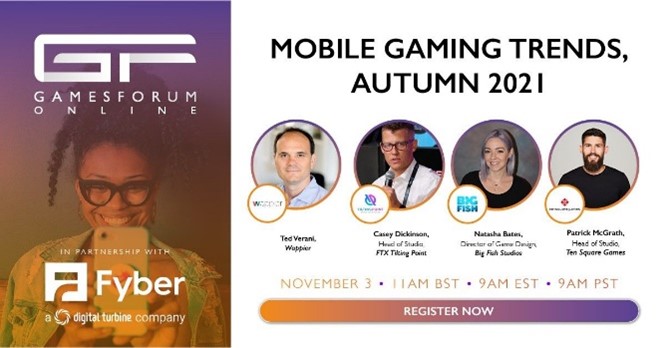 GF
GAMESFORUM
ONLINE
IN PARTNERSHIP WITH
Fyber
a digital turbine company
MOBILE GAMING TRENDS,
AUTUMN 2021
BIG
FISH
Ted Verani,
Wappier
Casey Dickinson,
Head of Studio,
FTX Tilting Point
Natasha Bates,
Director of Game Design,
Big Fish Studios
Patrick McGrath,
Head of Studio,
Ten Square Games
NOVEMBER 3 • 11AM BST • 9AM EST • 9AM PST
REGISTER NOW